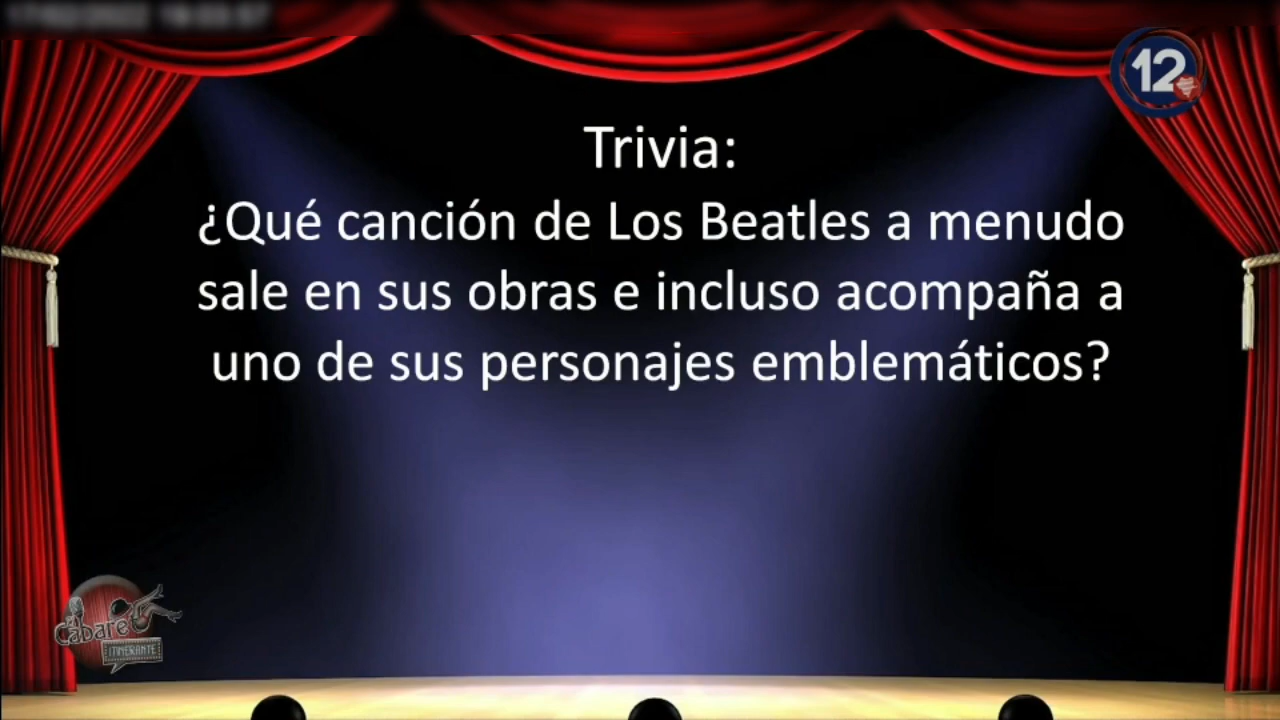 12
Trivia:
¿Qué canción de Los Beatles a menudo
sale en sus obras e incluso acompaña a
uno de sus personajes emblemáticos?
Cabaret
ITINERANTE